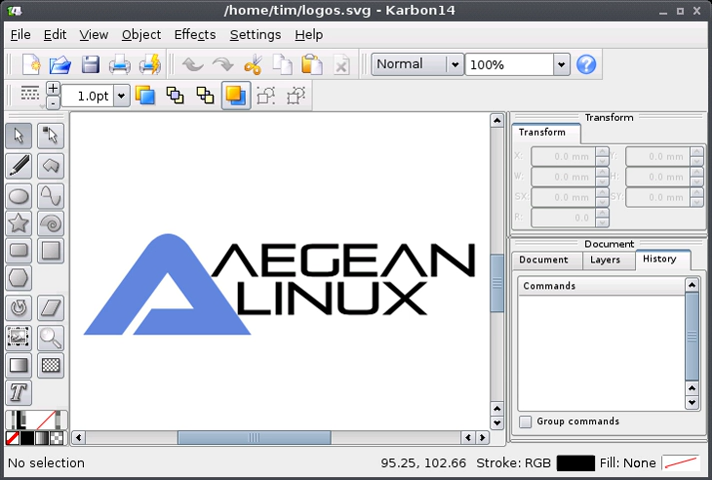 /home/tim/logos.svg - Karbon14
File Edit View Object Effects Settings Help
Normal 100%
+
-
1.0pt
Transform
Transform
X: 0.0 mm Y: 0.0 mm
W: 0.0 mm H: 0.0 mm
SX: 0.0 mm SY: 0.0 mm
R: 0.0
AEGEAN
LINUX
Document
Document Layers History
Commands
Group commands
T
No selection 95.25, 102.66 Stroke: RGB Fill: None